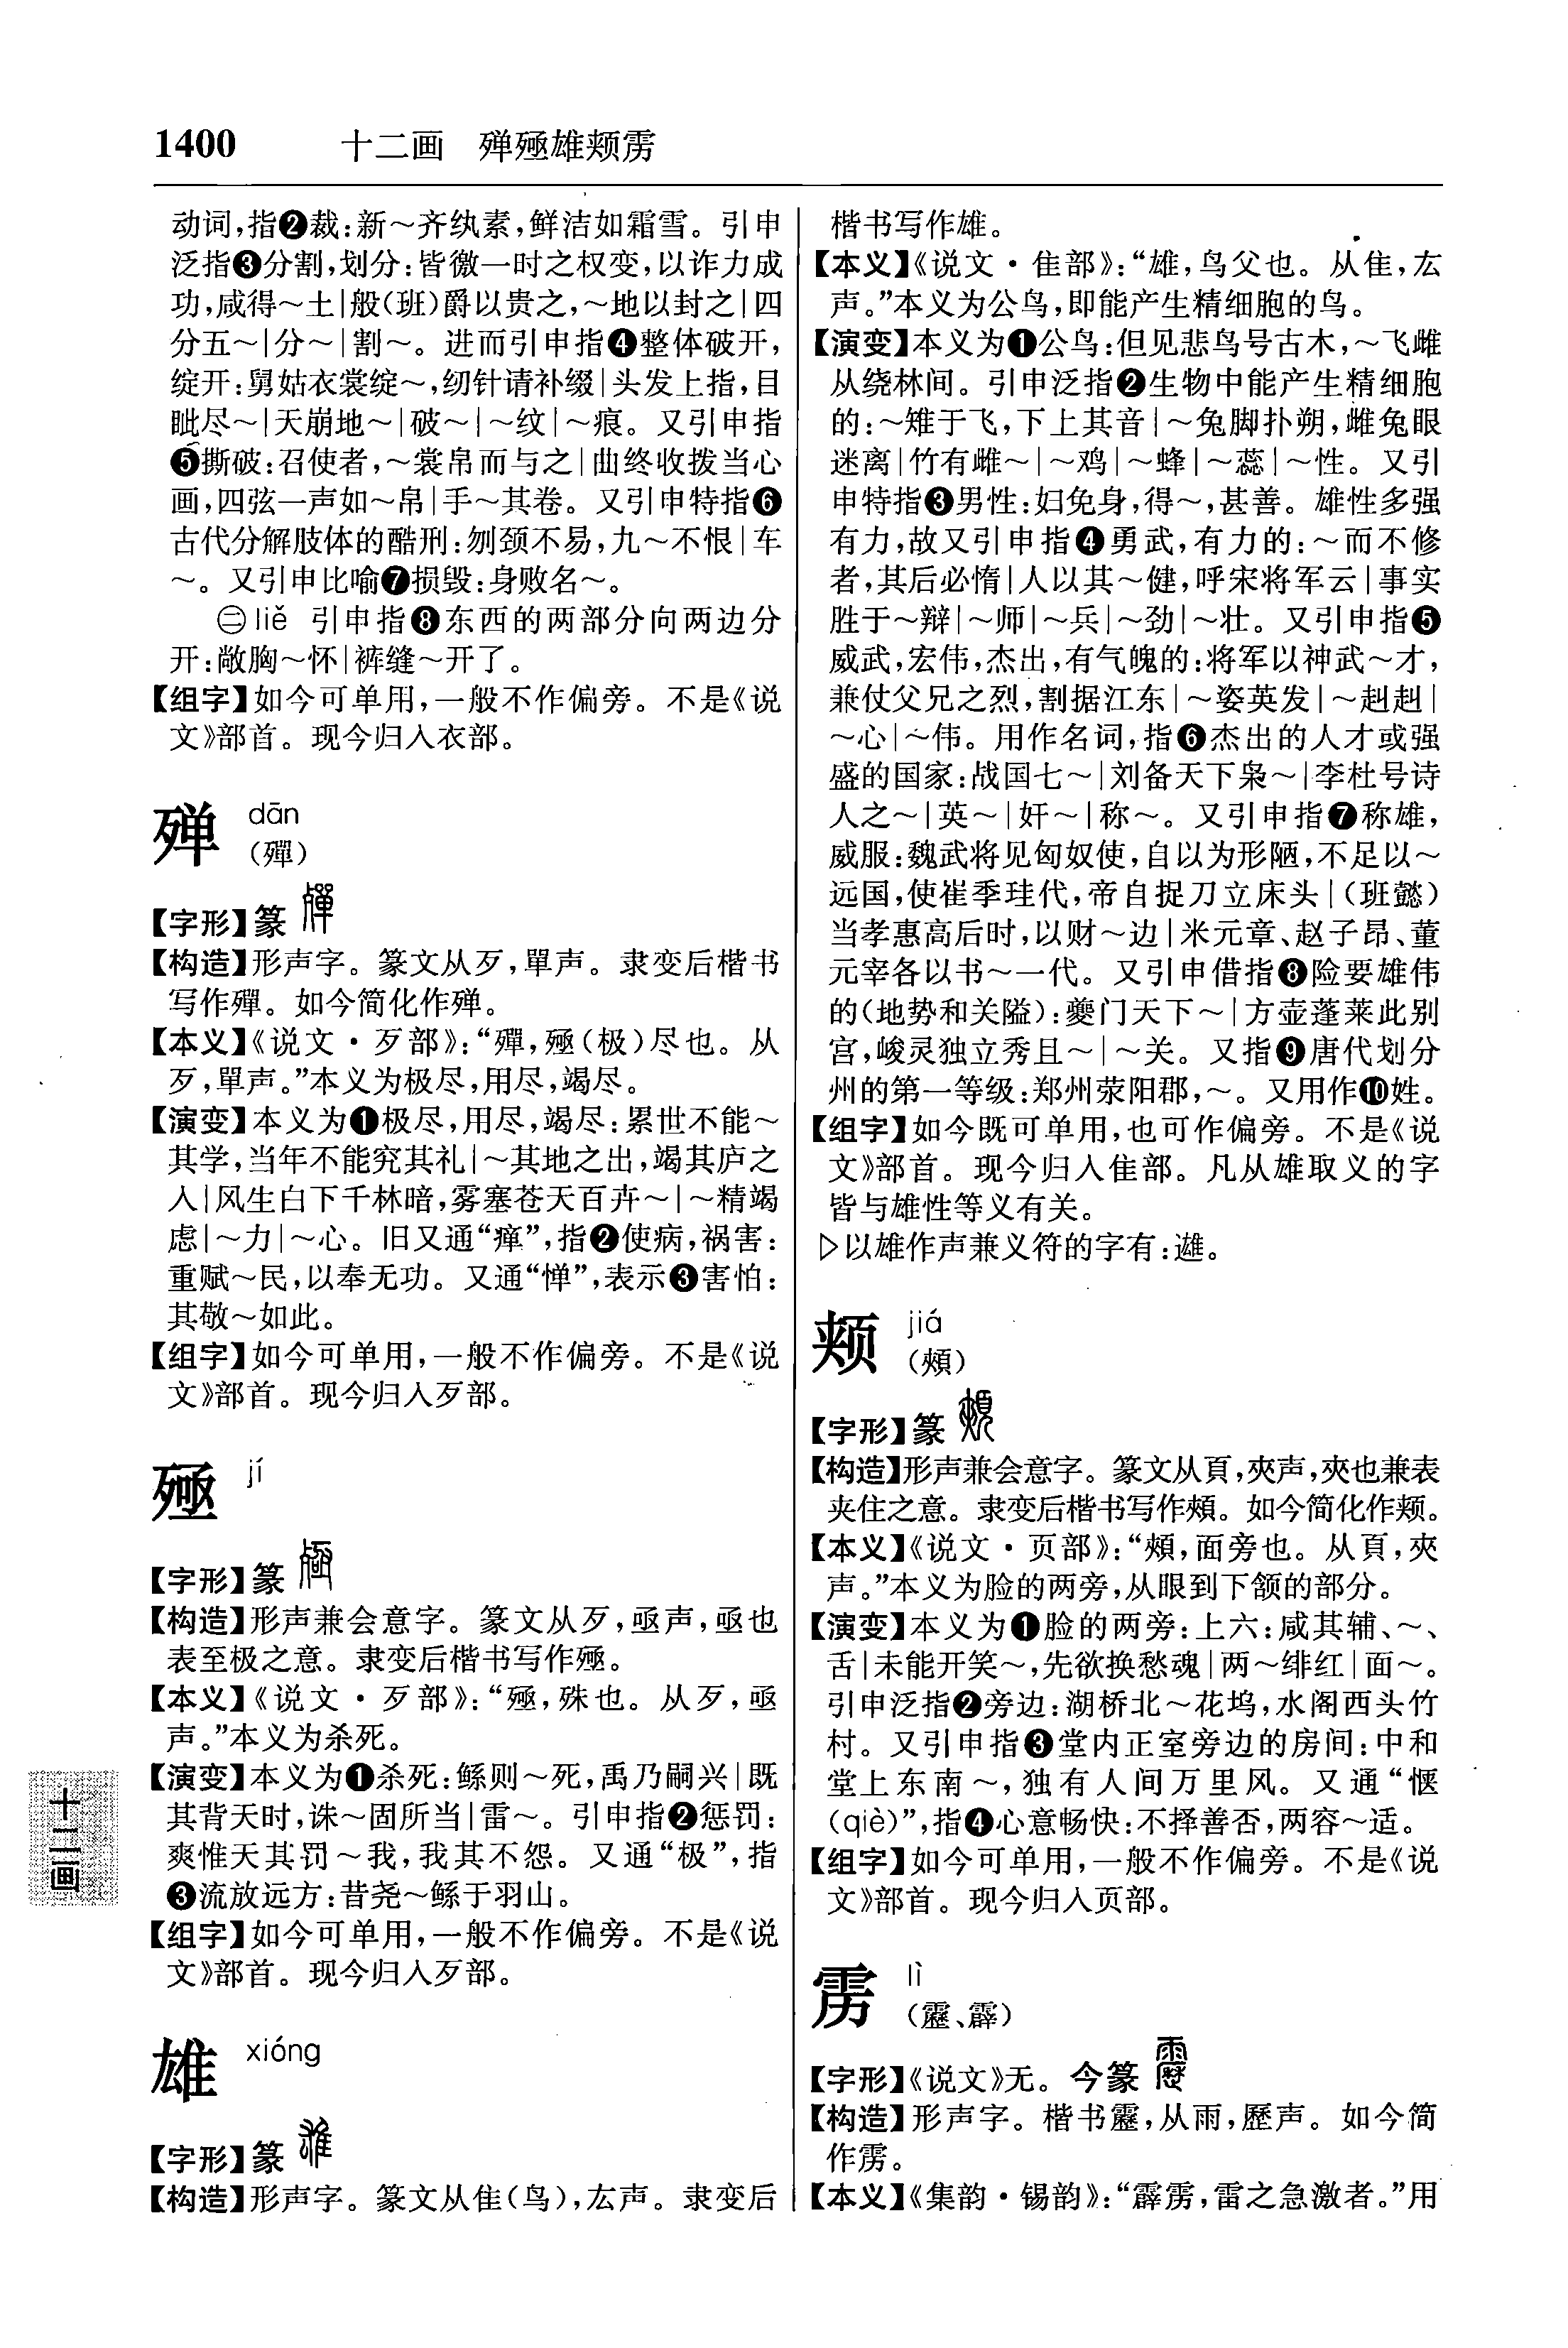 1400 十二画 殚殛雄颊雳
动词，指❷裁：新～齐纨素，鲜洁如霜雪。引申
泛指❸分割，划分：皆徼一时之权变，以诈力成
功，咸得～土|般（班）爵以贵之，～地以封之|四
分五～|分～|割～。进而引申指❹整体破开，
绽开：舅姑衣裳绽～，纫针请补缀|头发上指，目
眦尽～|天崩地～|破～|～纹|～痕。又引申指
❺撕破：召使者，～裳帛而与之|曲终收拨当心
画，四弦一声如～帛|手～其卷。又引申特指❻
古代分解肢体的酷刑：刎颈不易，九～不恨|车
～。又引申比喻❼损毁：身败名～。
㊁liě 引申指❽东西的两部分向两边分
开：敞胸～怀|裤缝～开了。
【组字】如今可单用，一般不作偏旁。不是《说
文》部首。现今归入衣部。
殚 dān
（殫）
【字形】篆
【构造】形声字。篆文从歹，單声。隶变后楷书
写作殫。如今简化作殚。
【本义】《说文·歹部》：“殫，殛（极）尽也。从
歹，單声。”本义为极尽，用尽，竭尽。
【演变】本义为❶极尽，用尽，竭尽：累世不能～
其学，当年不能究其礼|～其地之出，竭其庐之
入|风生白下千林暗，雾塞苍天百卉～|～精竭
虑|～力|～心。旧又通“瘅”，指❷使病，祸害：
重赋～民，以奉无功。又通“惮”，表示❸害怕：
其敬～如此。
【组字】如今可单用，一般不作偏旁。不是《说
文》部首。现今归入歹部。
殛 jí
【字形】篆
【构造】形声兼会意字。篆文从歹，亟声，亟也
表至极之意。隶变后楷书写作殛。
【本义】《说文·歹部》：“殛，殊也。从歹，亟
声。”本义为杀死。
【演变】本义为❶杀死：鲧则～死，禹乃嗣兴|既
其背天时，诛～固所当|雷～。引申指❷惩罚：
爽惟天其罚～我，我其不怨。又通“极”，指
❸流放远方：昔尧～鲧于羽山。
【组字】如今可单用，一般不作偏旁。不是《说
文》部首。现今归入歹部。
雄 xióng
【字形】篆
【构造】形声字。篆文从隹（鸟），厷声。隶变后
楷书写作雄。
【本义】《说文·隹部》：“雄，鸟父也。从隹，厷
声。”本义为公鸟，即能产生精细胞的鸟。
【演变】本义为❶公鸟：但见悲鸟号古木，～飞雌
从绕林间。引申泛指❷生物中能产生精细胞
的：～雉于飞，下上其音|～兔脚扑朔，雌兔眼
迷离|竹有雌～|～鸡|～蜂|～蕊|～性。又引
申特指❸男性：妇免身，得～，甚善。雄性多强
有力，故又引申指❹勇武，有力的：～而不修
者，其后必惰|人以其～健，呼宋将军云|事实
胜于～辩|～师|～兵|～劲|～壮。又引申指❺
威武，宏伟，杰出，有气魄的：将军以神武～才，
兼仗父兄之烈，割据江东|～姿英发|～赳赳|
～心|～伟。用作名词，指❻杰出的人才或强
盛的国家：战国七～|刘备天下枭～|李杜号诗
人之～|英～|奸～|称～。又引申指❼称雄，
威服：魏武将见匈奴使，自以为形陋，不足以～
远国，使崔季珪代，帝自捉刀立床头|（班懿）
当孝惠高后时，以财～边|米元章、赵子昂、董
元宰各以书～一代。又引申借指❽险要雄伟
的（地势和关隘）：夔门天下～|方壶蓬莱此别
宫，峻灵独立秀且～|～关。又指❾唐代划分
州的第一等级：郑州荥阳郡，～。又用作❿姓。
【组字】如今既可单用，也可作偏旁。不是《说
文》部首。现今归入隹部。凡从雄取义的字
皆与雄性等义有关。
▷以雄作声兼义符的字有：𨗴。
颊 jiá
（頰）
【字形】篆
【构造】形声兼会意字。篆文从頁，夾声，夾也兼表
夹住之意。隶变后楷书写作頰。如今简化作颊。
【本义】《说文·页部》：“頰，面旁也。从頁，夾
声。”本义为脸的两旁，从眼到下颔的部分。
【演变】本义为❶脸的两旁：上六：咸其辅、～、
舌|未能开笑～，先欲换愁魂|两～绯红|面～。
引申泛指❷旁边：湖桥北～花坞，水阁西头竹
村。又引申指❸堂内正室旁边的房间：中和
堂上东南～，独有人间万里风。又通“惬
（qiè）”，指❹心意畅快：不择善否，两容～适。
【组字】如今可单用，一般不作偏旁。不是《说
文》部首。现今归入页部。
雳 lì
（靂、霹）
【字形】《说文》无。今篆
【构造】形声字。楷书靂，从雨，歷声。如今简
作雳。
【本义】《集韵·锡韵》：“霹雳，雷之急激者。”用
十二画